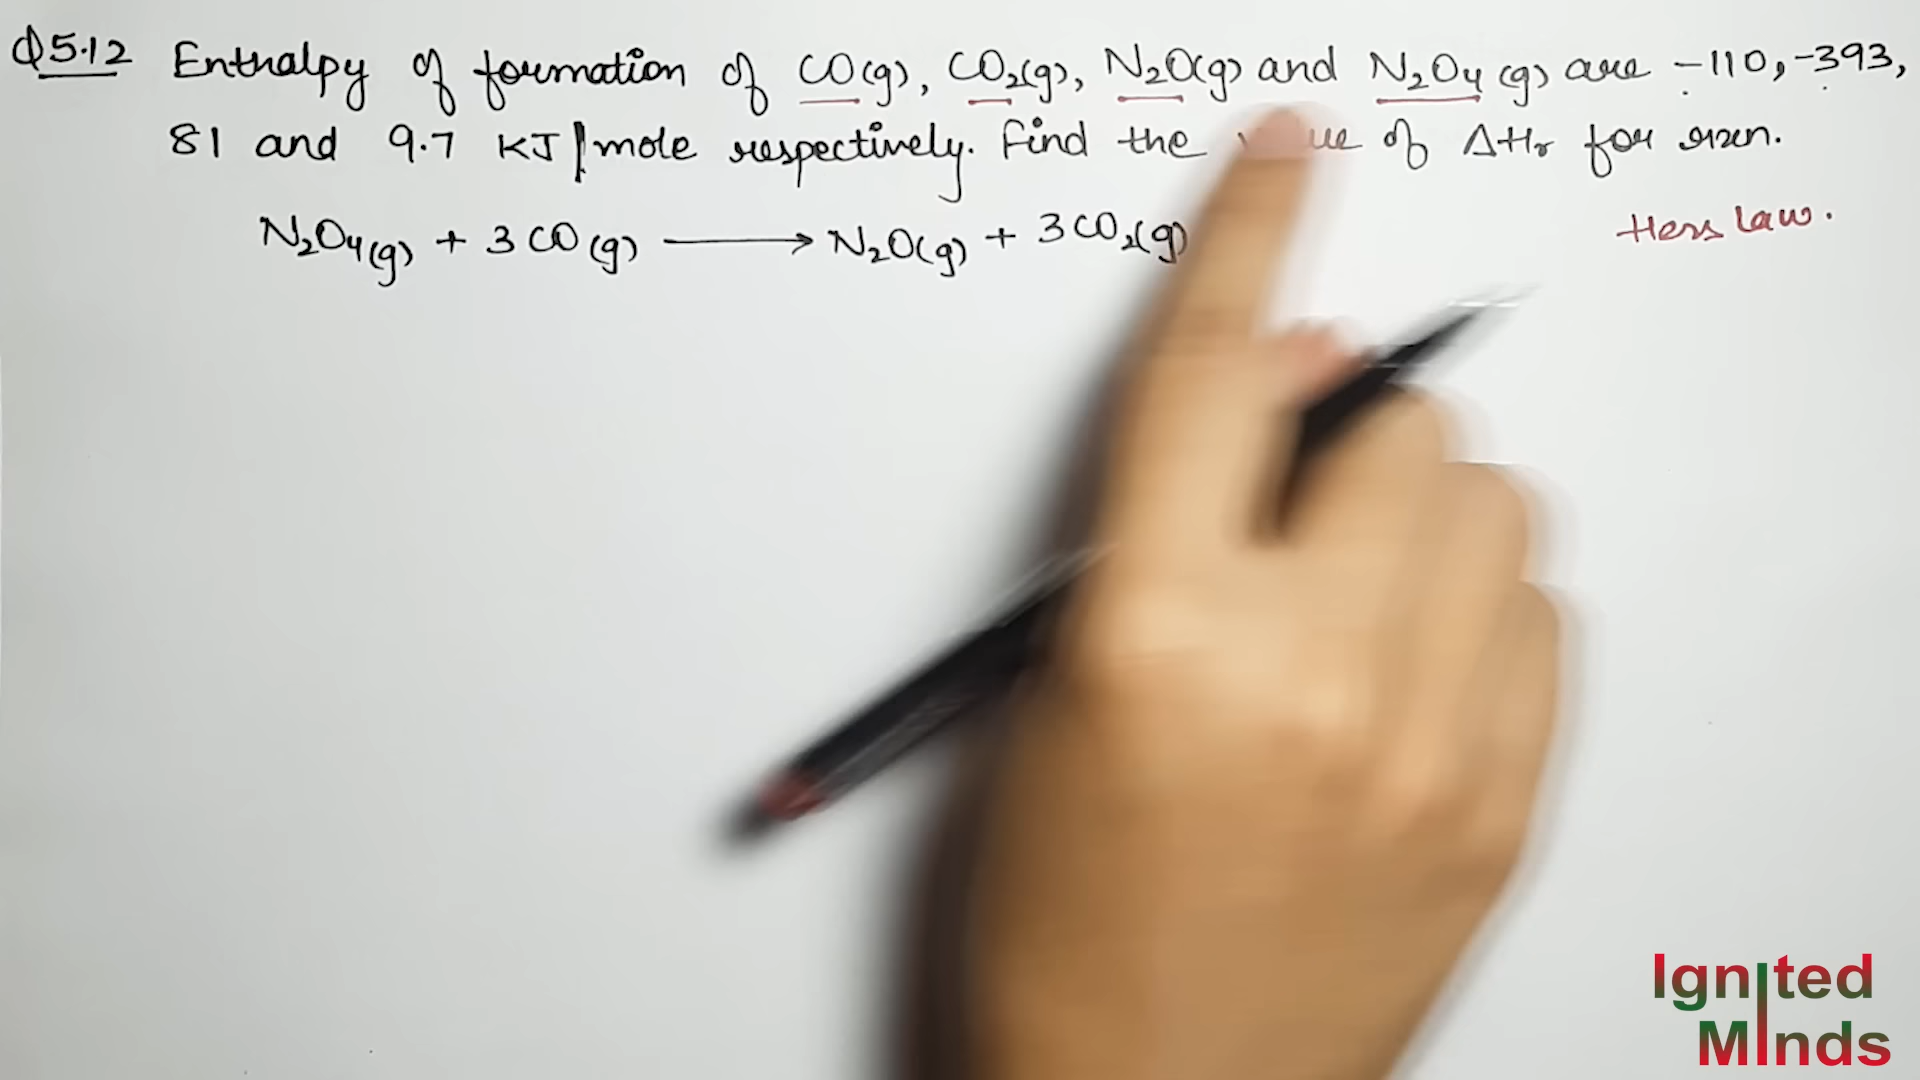 Q5.12 Enthalpy of formation of CO(g), CO₂(g), N₂O(g) and N₂O₄(g) are -110, -393,
81 and 9.7 KJ/mole respectively. Find the of ΔHr for rxn.
N₂O₄(g) + 3CO(g) ⟶ N₂O(g) + 3CO₂(g)
Hess law.
Ignited
Minds